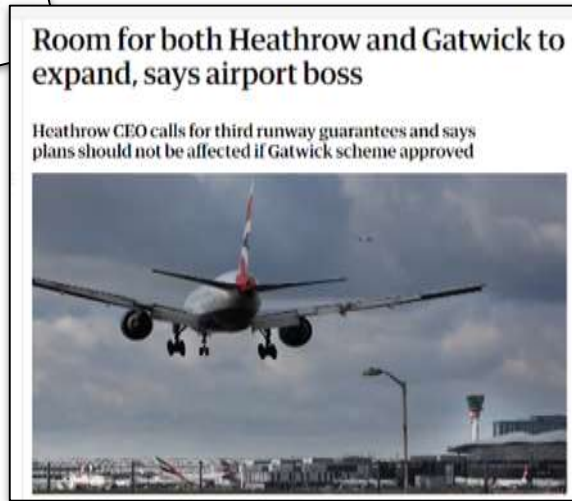 Room for both Heathrow and Gatwick to
expand, says airport boss
Heathrow CEO calls for third runway guarantees and says
plans should not be affected if Gatwick scheme approved